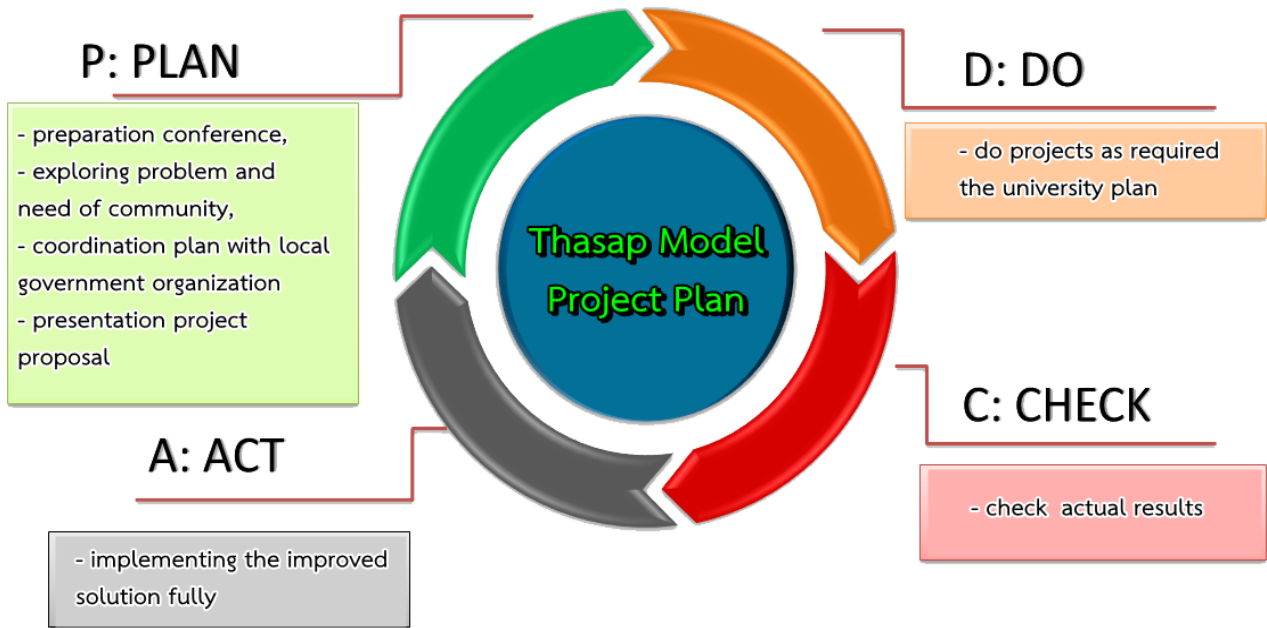 P: PLAN
- preparation conference,
- exploring problem and
need of community,
- coordination plan with local
government organization
- presentation project
proposal
D: DO
- do projects as required
the university plan
Thasap Model
Project Plan
C: CHECK
- check actual results
A: ACT
- implementing the improved
solution fully